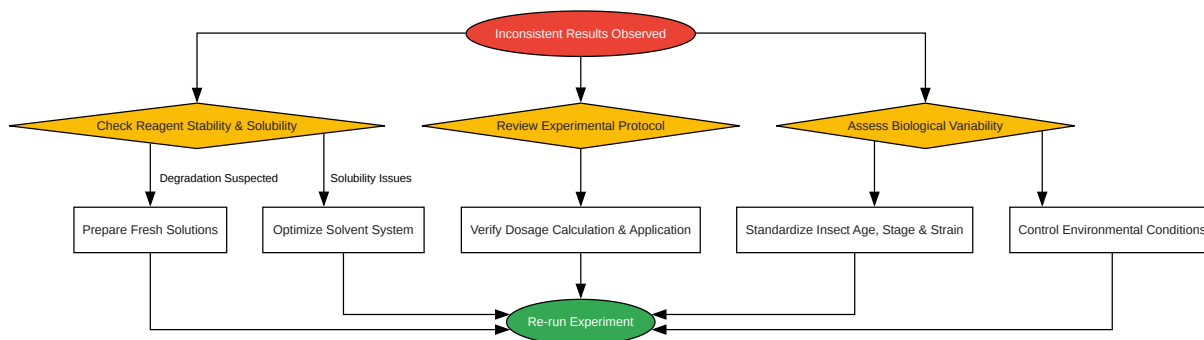 Inconsistent Results Observed
Check Reagent Stability & Solubility
Review Experimental Protocol
Assess Biological Variability
Degradation Suspected
Solubility Issues
Prepare Fresh Solutions
Optimize Solvent System
Verify Dosage Calculation & Application
Standardize Insect Age, Stage & Strain
Control Environmental Conditions
Re-run Experiment